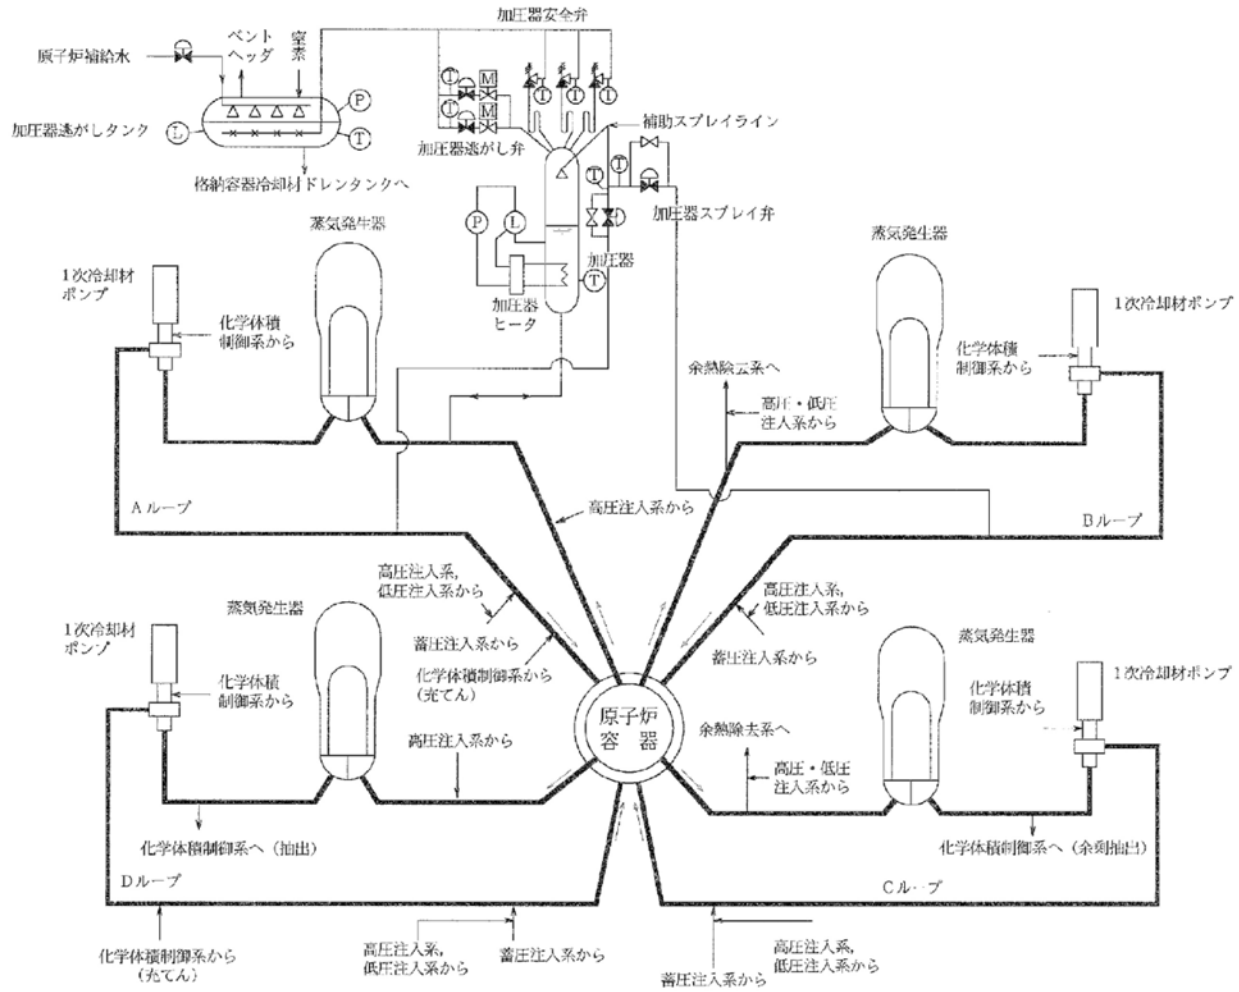 加圧器安全弁
ベント
ヘッダ
窒素
原子炉補給水
P
T
M
T
T
T
T
加圧器逃がしタンク
L
T
T
M
補助スプレイライン
加圧器逃がし弁
格納容器冷却材ドレンタンクへ
T
T
加圧器スプレイ弁
蒸気発生器
P
L
加圧器
T
加圧器
ヒータ
蒸気発生器
1次冷却材
ポンプ
化学体積
制御系から
1次冷却材ポンプ
化学体積
制御系から
余熱除去系へ
高圧・低圧
注入系から
Aループ
高圧注入系から
Bループ
高圧注入系,
低圧注入系から
高圧注入系,
低圧注入系から
蒸気発生器
蓄圧注入系から
蓄圧注入系から
蒸気発生器
1次冷却材
ポンプ
化学体積制御系から
(充てん)
化学体積
制御系から
1次冷却材ポンプ
化学体積
制御系から
原子炉
容器
余熱除去系へ
高圧注入系から
高圧・低圧
注入系から
化学体積制御系へ(抽出)
化学体積制御系へ(余剰抽出)
Dループ
Cループ
化学体積制御系から
(充てん)
高圧注入系,
低圧注入系から
蓄圧注入系から
蓄圧注入系から
高圧注入系,
低圧注入系から